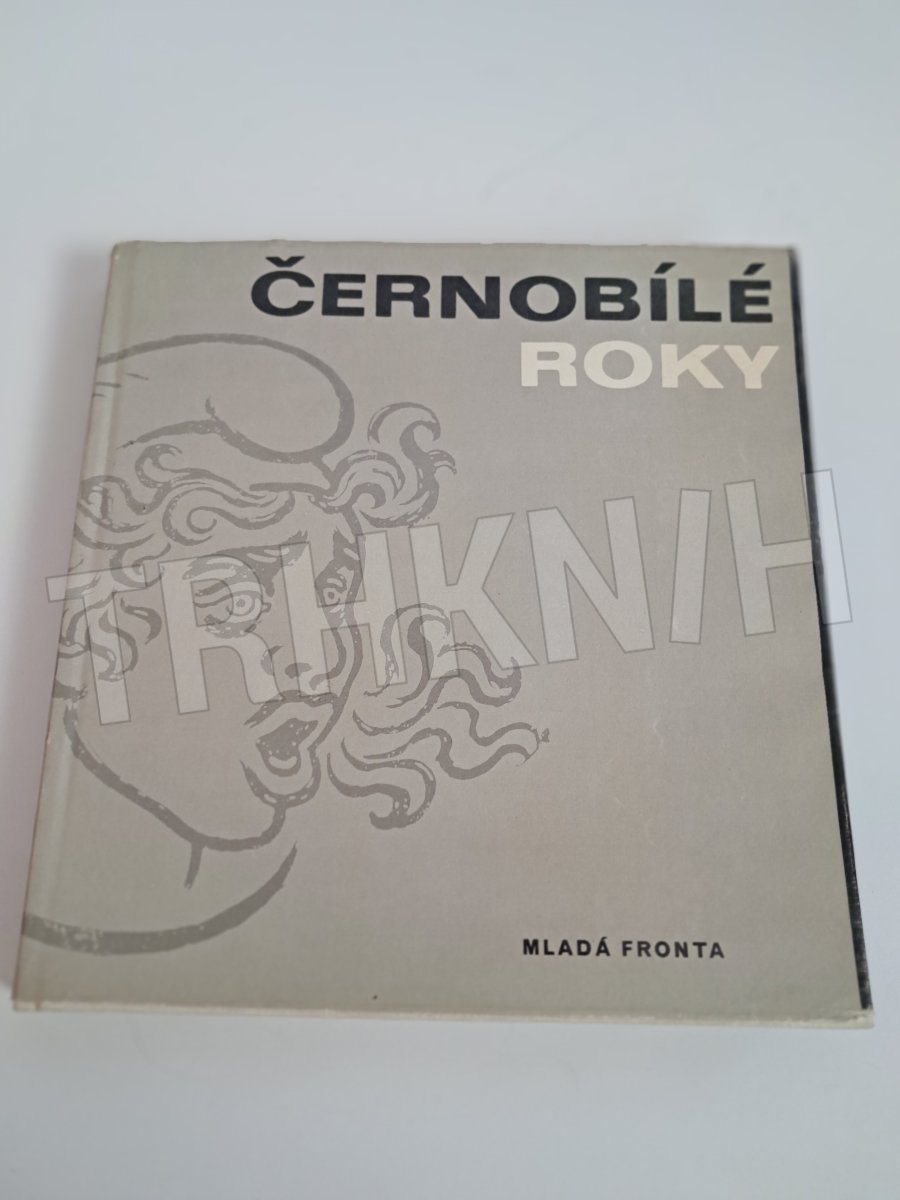 ČERNOBÍLÉ
ROKY
TRHKNIH
MLADÁ FRONTA